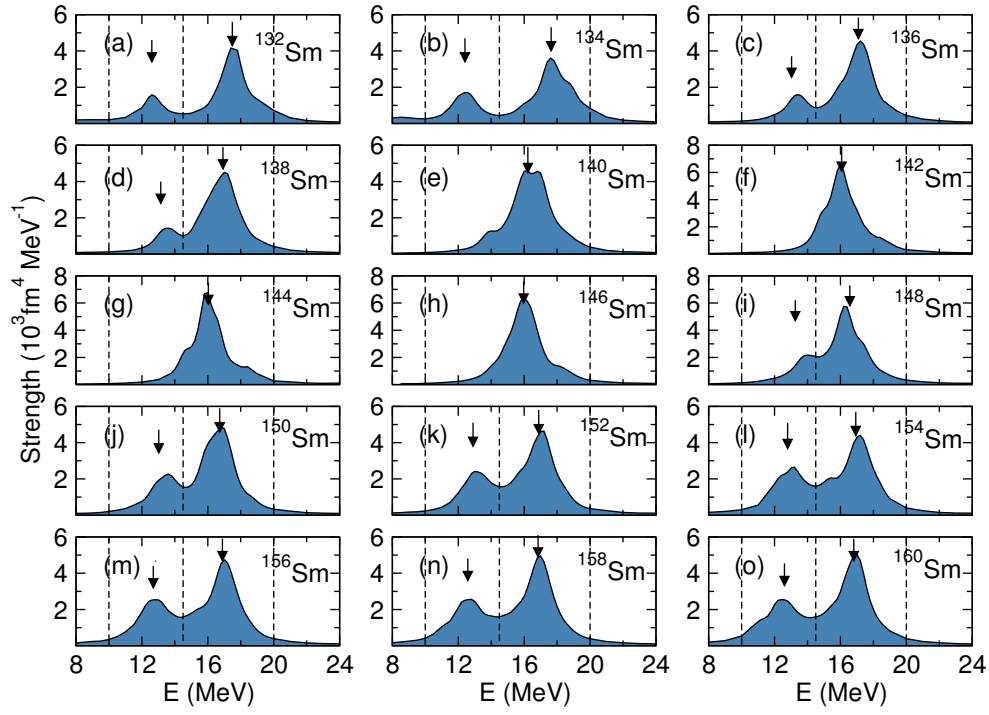 6
4
2
(a)
¹³²Sm
(b)
¹³⁴Sm
6
4
2
(c)
¹³⁶Sm
6
4
2
(d)
¹³⁸Sm
6
4
2
(e)
¹⁴⁰Sm
8
6
4
2
(f)
¹⁴²Sm
8
6
4
2
(g)
¹⁴⁴Sm
8
6
4
2
(h)
¹⁴⁶Sm
8
6
4
2
(i)
¹⁴⁸Sm
6
4
2
(j)
¹⁵⁰Sm
6
4
2
(k)
¹⁵²Sm
6
4
2
(l)
¹⁵⁴Sm
6
4
2
(m)
¹⁵⁶Sm
6
4
2
(n)
¹⁵⁸Sm
6
4
2
(o)
¹⁶⁰Sm
6
4
2
8 12 16 20 24
8 12 16 20 24
8 12 16 20 24
E (MeV)
E (MeV)
E (MeV)
Strength (10³fm⁴ MeV⁻¹)